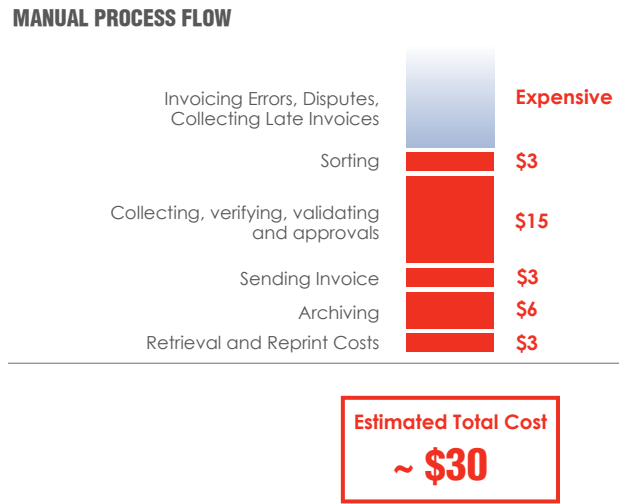 MANUAL PROCESS FLOW
Invoicing Errors, Disputes,
Collecting Late Invoices
Expensive
Sorting
$3
Collecting, verifying, validating
and approvals
$15
Sending Invoice
$3
Archiving
$6
Retrieval and Reprint Costs
$3
Estimated Total Cost
~ $30